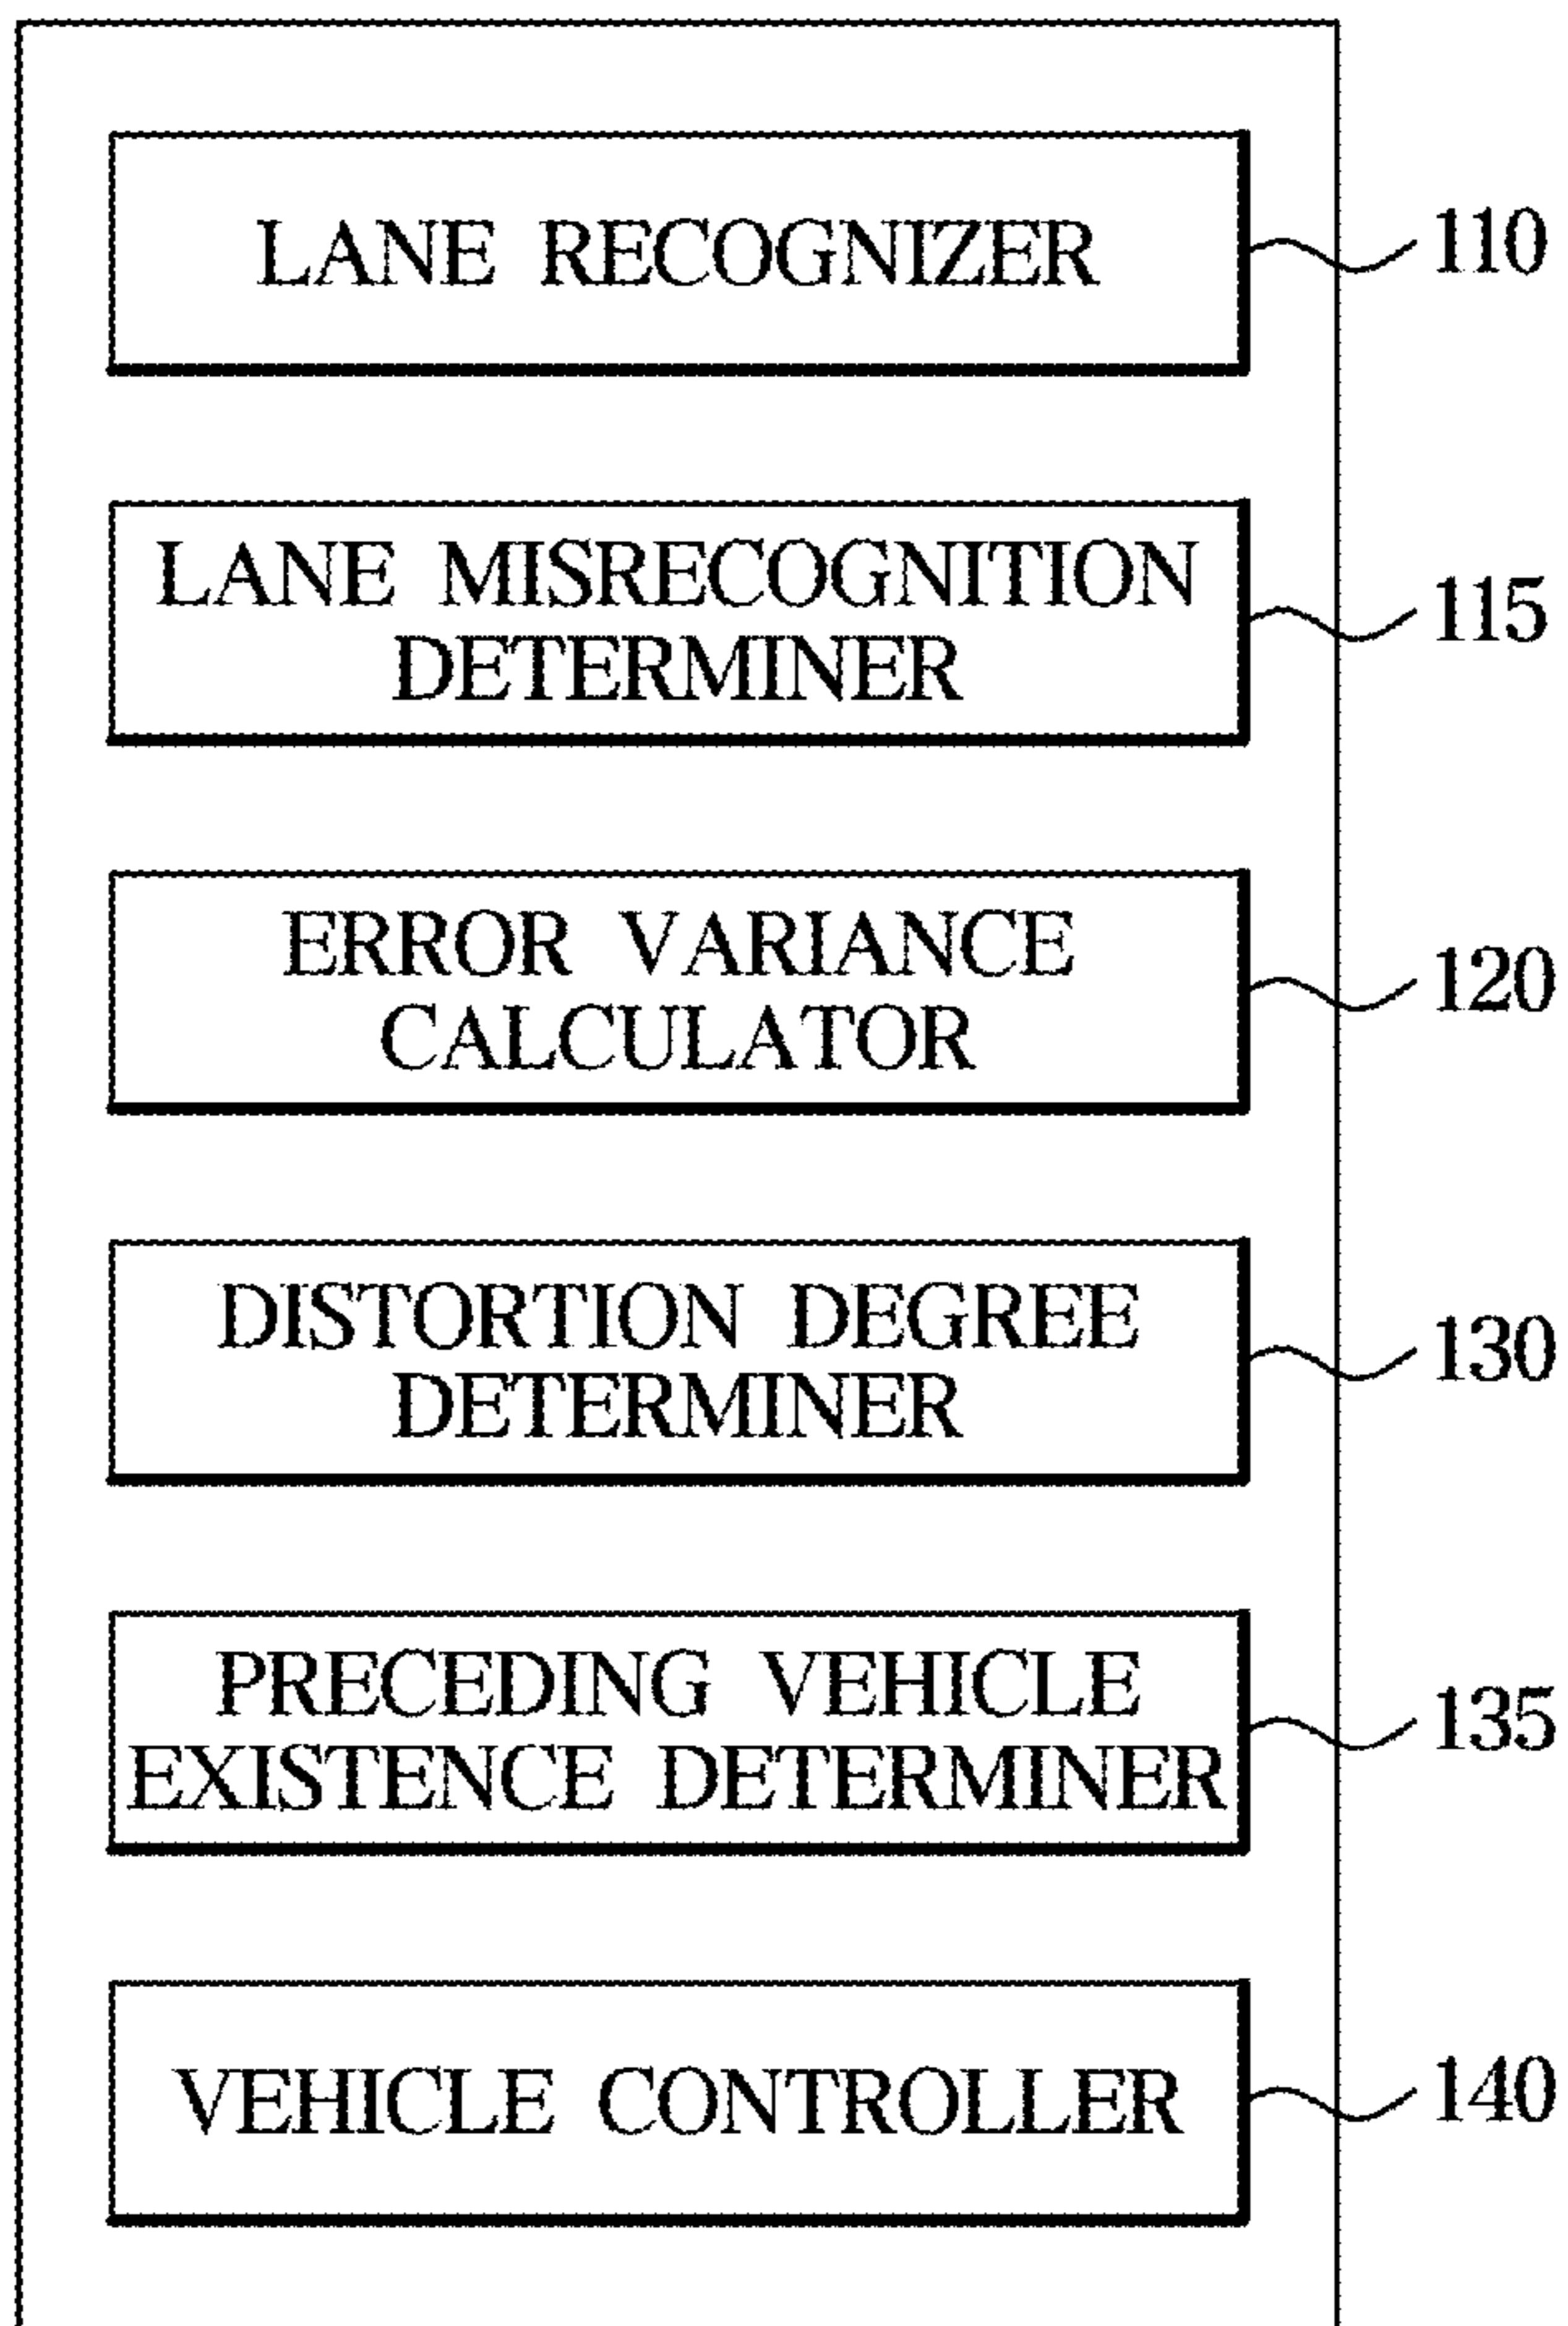 LANE RECOGNIZER
110
LANE MISRECOGNITION
DETERMINER
115
ERROR VARIANCE
CALCULATOR
120
DISTORTION DEGREE
DETERMINER
130
PRECEDING VEHICLE
EXISTENCE DETERMINER
135
VEHICLE CONTROLLER
140